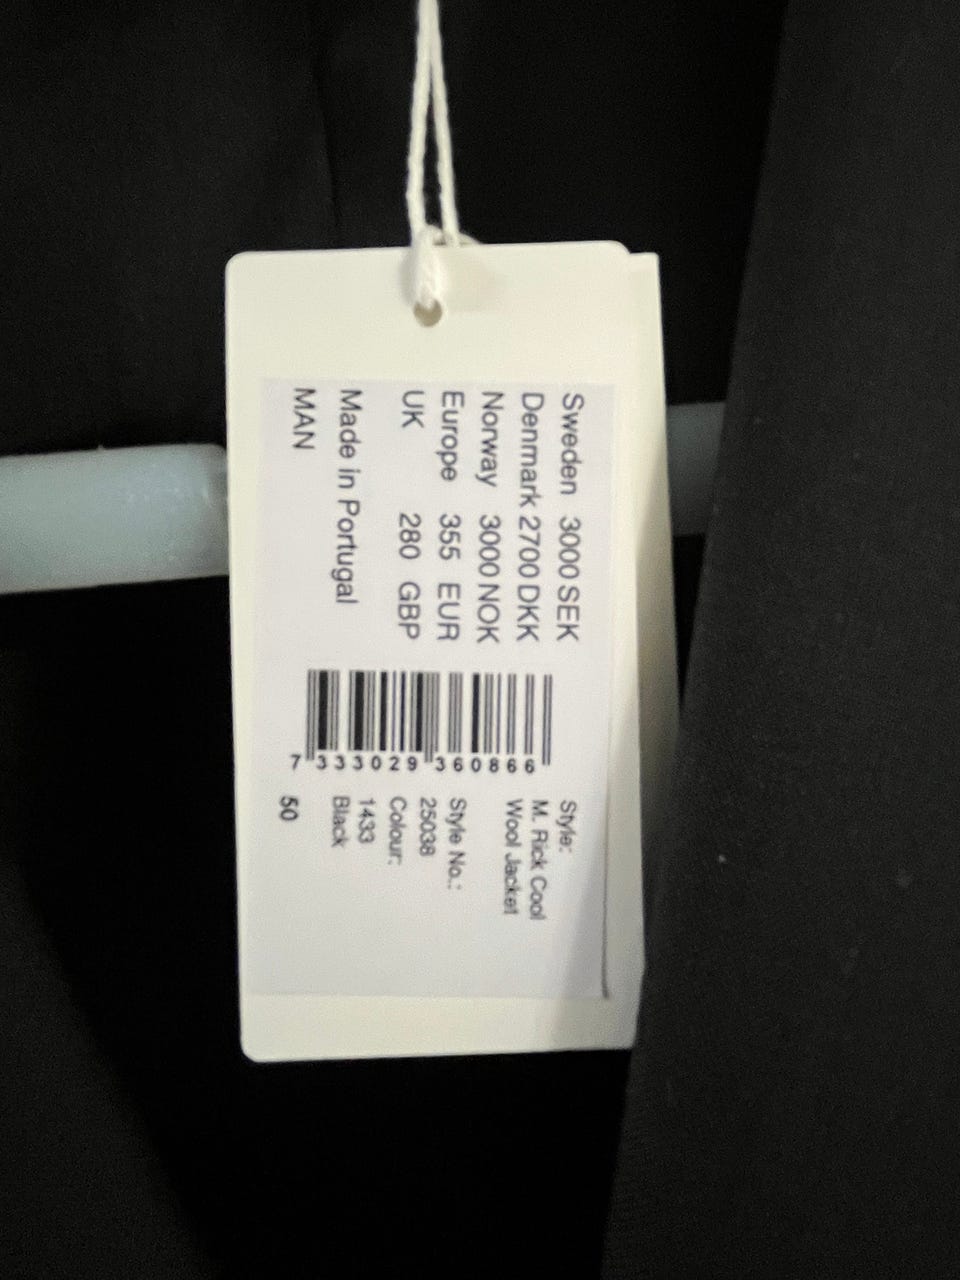 Sweden 3000 SEK
Denmark 2700 DKK
Norway 3000 NOK
Europe 355 EUR
UK 280 GBP
Made in Portugal
MAN
7 333029 360866
Style:
M. Rick Cool
Wool Jacket
Style No.:
25038
Colour:
1433
Black
50